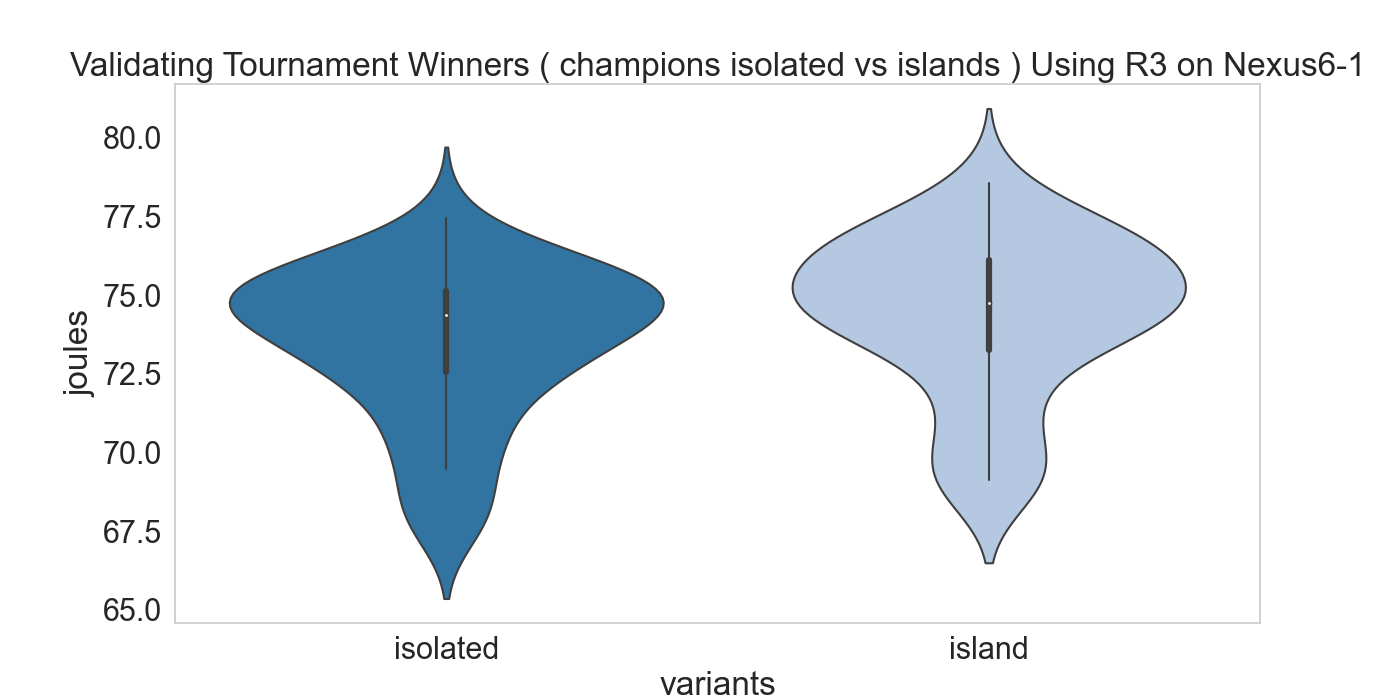 Validating Tournament Winners ( champions isolated vs islands ) Using R3 on Nexus6-1
80.0
77.5
75.0
72.5
70.0
67.5
65.0
joules
isolated
island
variants